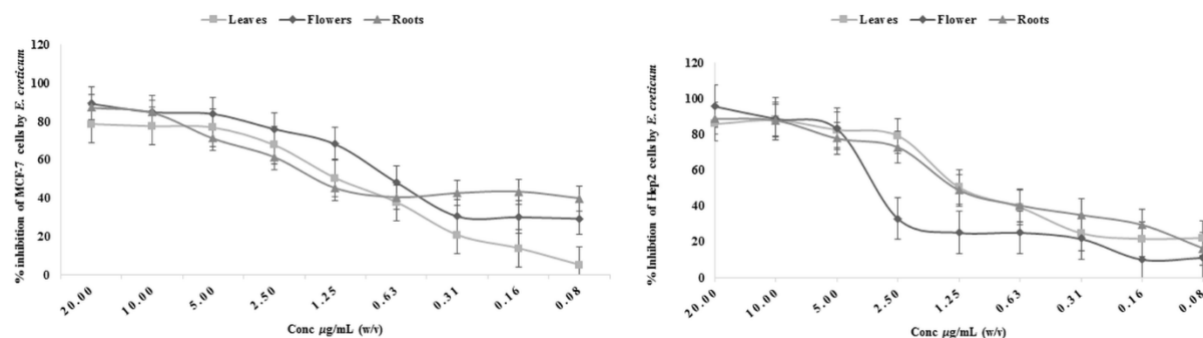 Leaves Flowers Roots
% inhibition of MCF-7 cells by E. creticum
120
100
80
60
40
20
0
20.00 10.00 5.00 2.50 1.25 0.63 0.31 0.16 0.08
Conc µg/mL (w/v)
Leaves Flower Roots
% Inhibtion of Hep2 cells by E. creticum
120
100
80
60
40
20
0
20.00 10.00 5.00 2.50 1.25 0.63 0.31 0.16 0.08
Conc µg/mL (w/v)